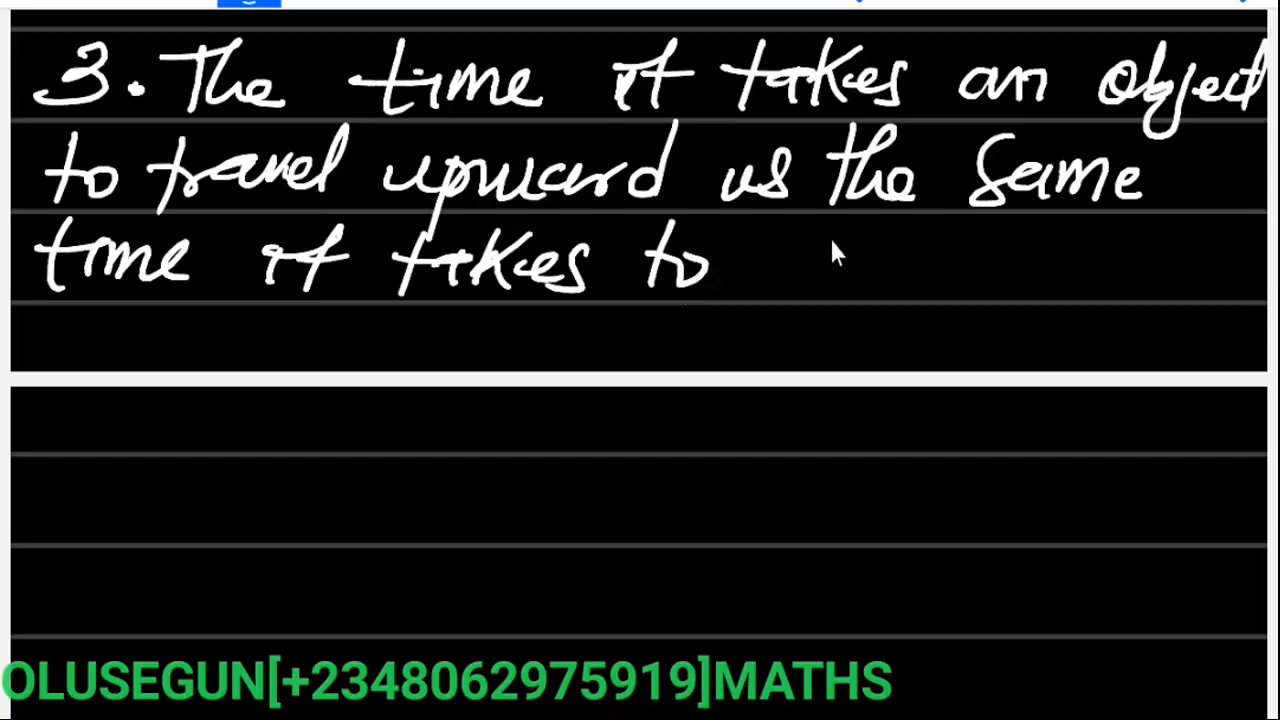 3. The time it takes an object
to travel upward is the same
time it takes to
OLUSEGUN[+2348062975919]MATHS